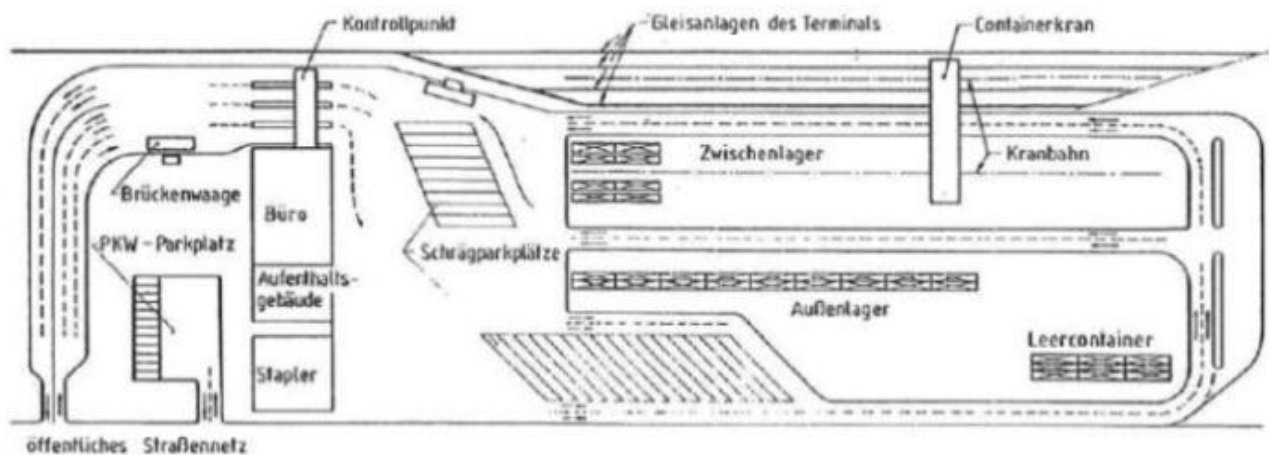 Kontrollpunkt
Gleisanlagen des Terminals
Containerkran
Zwischenlager
Kranbahn
Brückenwaage
Büro
PKW-Parkplatz
Schrägparkplätze
Aufenthalts-
gebäude
Außenlager
Leercontainer
Stapler
öffentliches Straßennetz